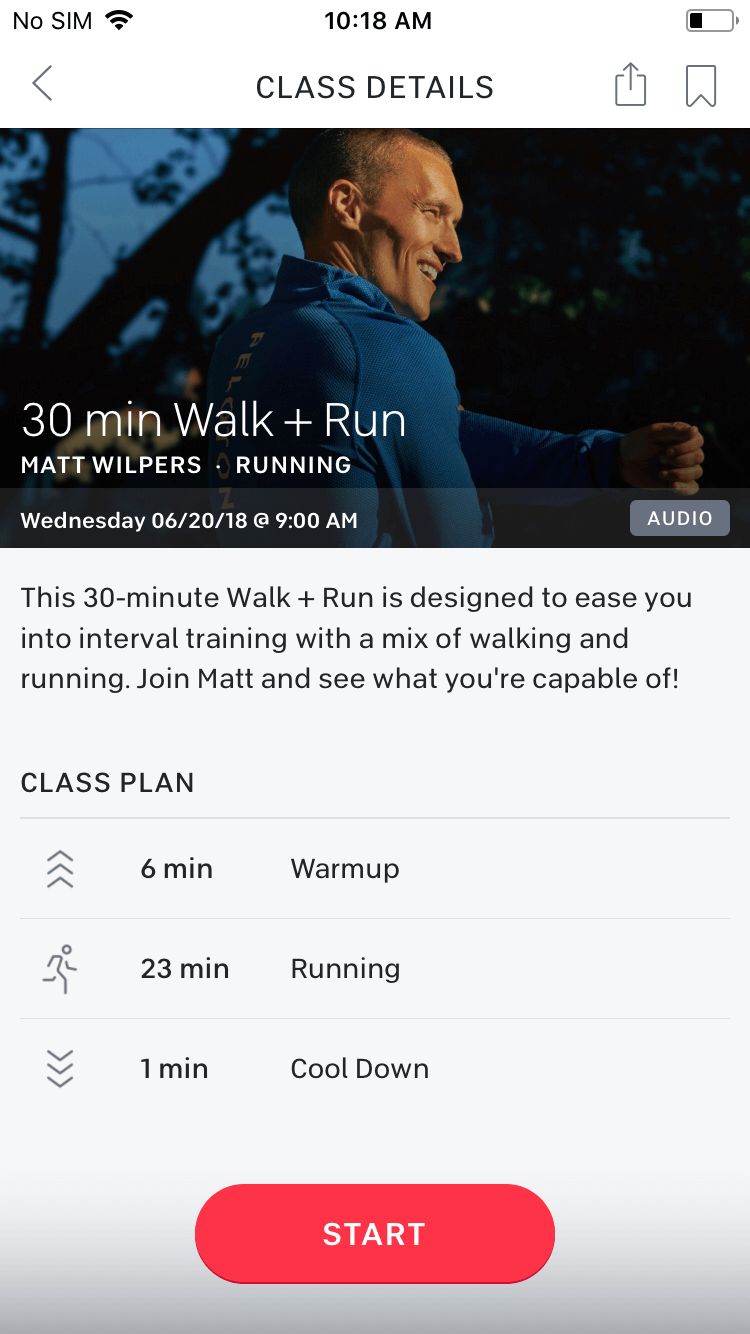 No SIM 10:18 AM
CLASS DETAILS
PELOTON
30 min Walk + Run
MATT WILPERS · RUNNING
Wednesday 06/20/18 @ 9:00 AM
AUDIO
This 30-minute Walk + Run is designed to ease you
into interval training with a mix of walking and
running. Join Matt and see what you're capable of!
CLASS PLAN
6 min Warmup
23 min Running
1 min Cool Down
START